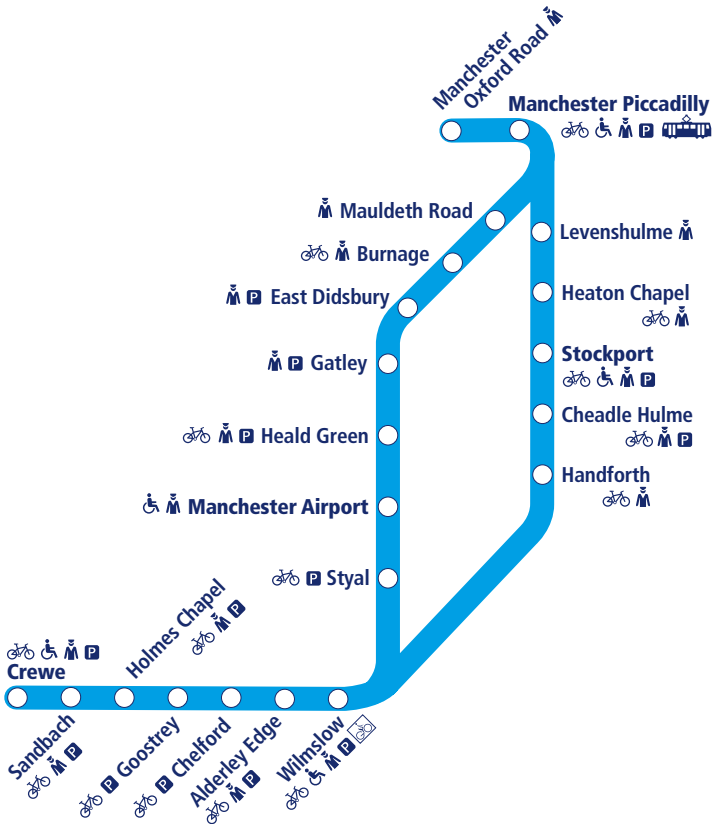 Manchester
Oxford Road
Manchester Piccadilly
P
Mauldeth Road
Levenshulme
Burnage
Heaton Chapel
P East Didsbury
Stockport
P
P Gatley
Cheadle Hulme
P
P Heald Green
Handforth
Manchester Airport
P Styal
Holmes Chapel
P
P
Crewe
Sandbach
P
P Goostrey
P Chelford
Alderley Edge
P
Wilmslow
P